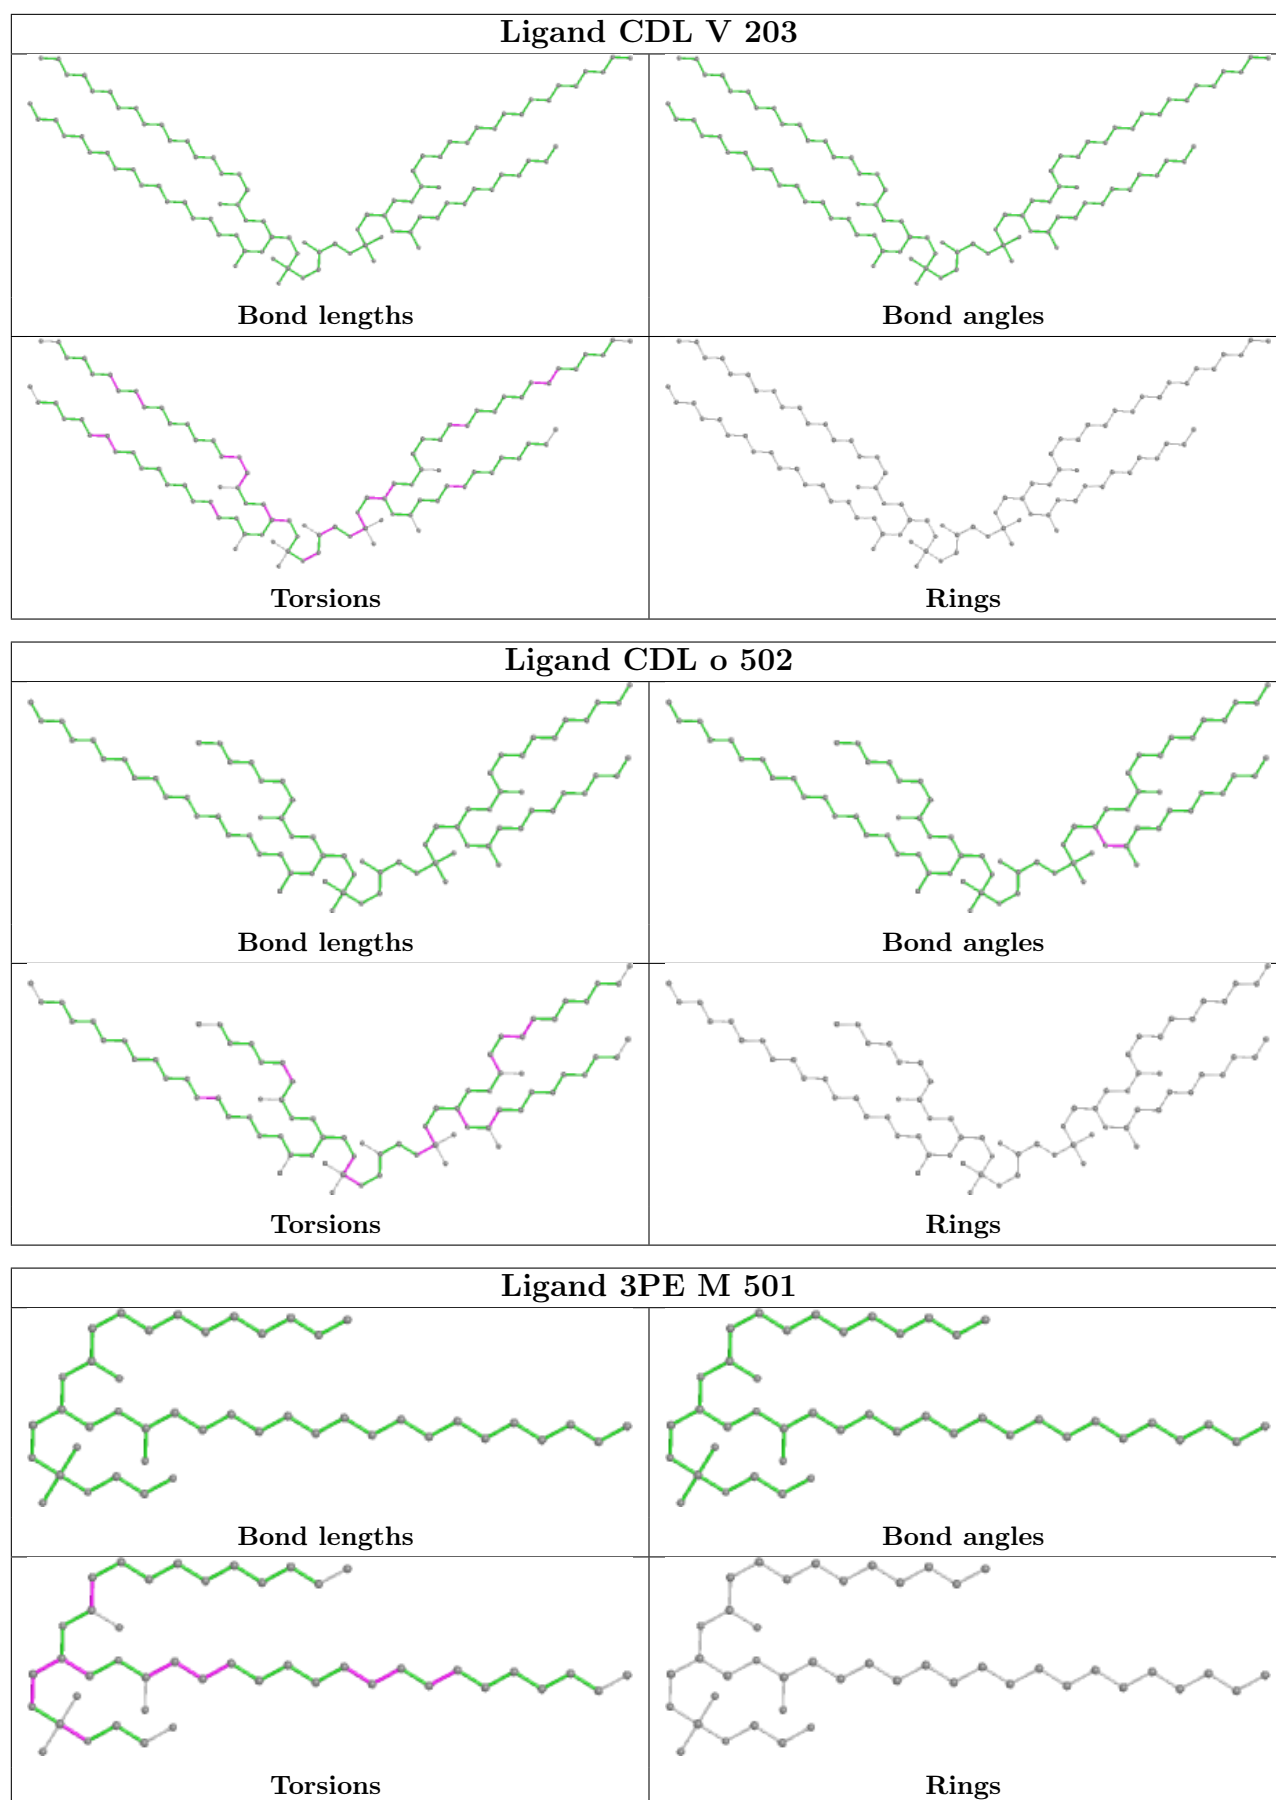 Ligand CDL V 203
Bond lengths
Bond angles
Torsions
Rings
Ligand CDL o 502
Bond lengths
Bond angles
Torsions
Rings
Ligand 3PE M 501
Bond lengths
Bond angles
Torsions
Rings